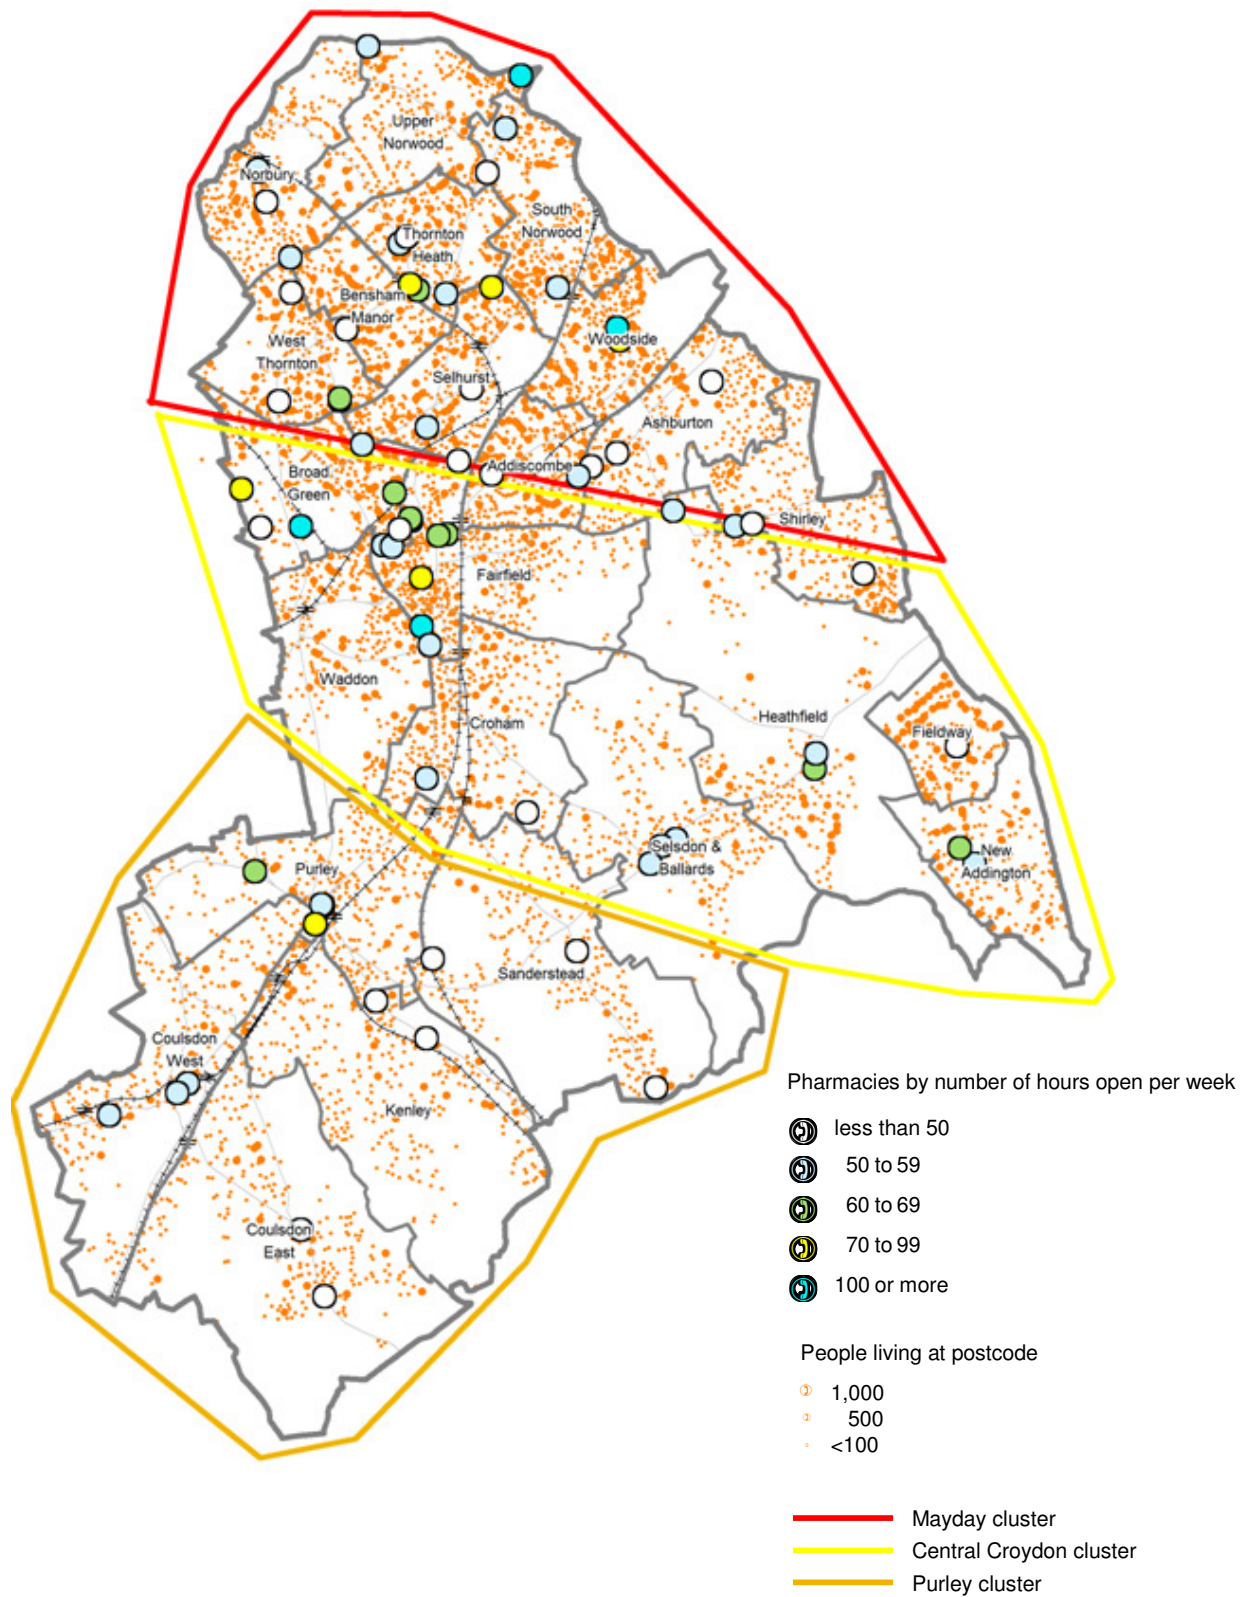 Upper
Norwood
Norbury
South
Norwood
Thornton
Heath
Bensham
Manor
West
Thornton
Woodside
Selhurst
Ashburton
Addiscombe
Broad
Green
Shirley
Fairfield
Waddon
Croham
Heathfield
Fieldway
Selsdon &
Ballards
New
Addington
Purley
Sanderstead
Coulsdon
West
Kenley
Coulsdon
East
Pharmacies by number of hours open per week
less than 50
50 to 59
60 to 69
70 to 99
100 or more
People living at postcode
1,000
500
<100
Mayday cluster
Central Croydon cluster
Purley cluster